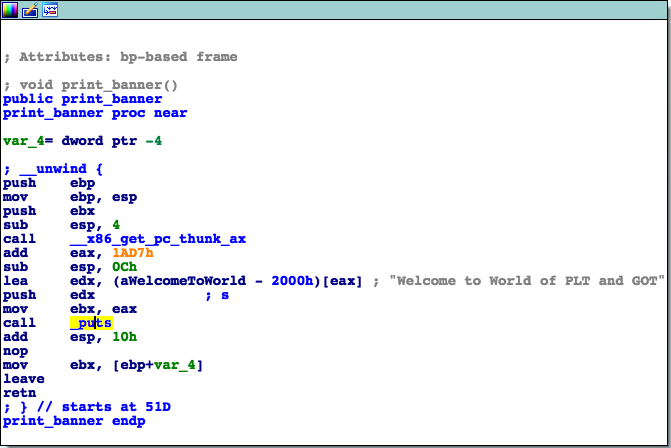 ; Attributes: bp-based frame
; void print_banner()
public print_banner
print_banner proc near
var_4= dword ptr -4
; __unwind {
push    ebp
mov     ebp, esp
push    ebx
sub     esp, 4
call    __x86_get_pc_thunk_ax
add     eax, 1AD7h
sub     esp, 0Ch
lea     edx, (aWelcomeToWorld - 2000h)[eax] ; "Welcome to World of PLT and GOT"
push    edx             ; s
mov     ebx, eax
call    _puts
add     esp, 10h
nop
mov     ebx, [ebp+var_4]
leave
retn
; } // starts at 51D
print_banner endp